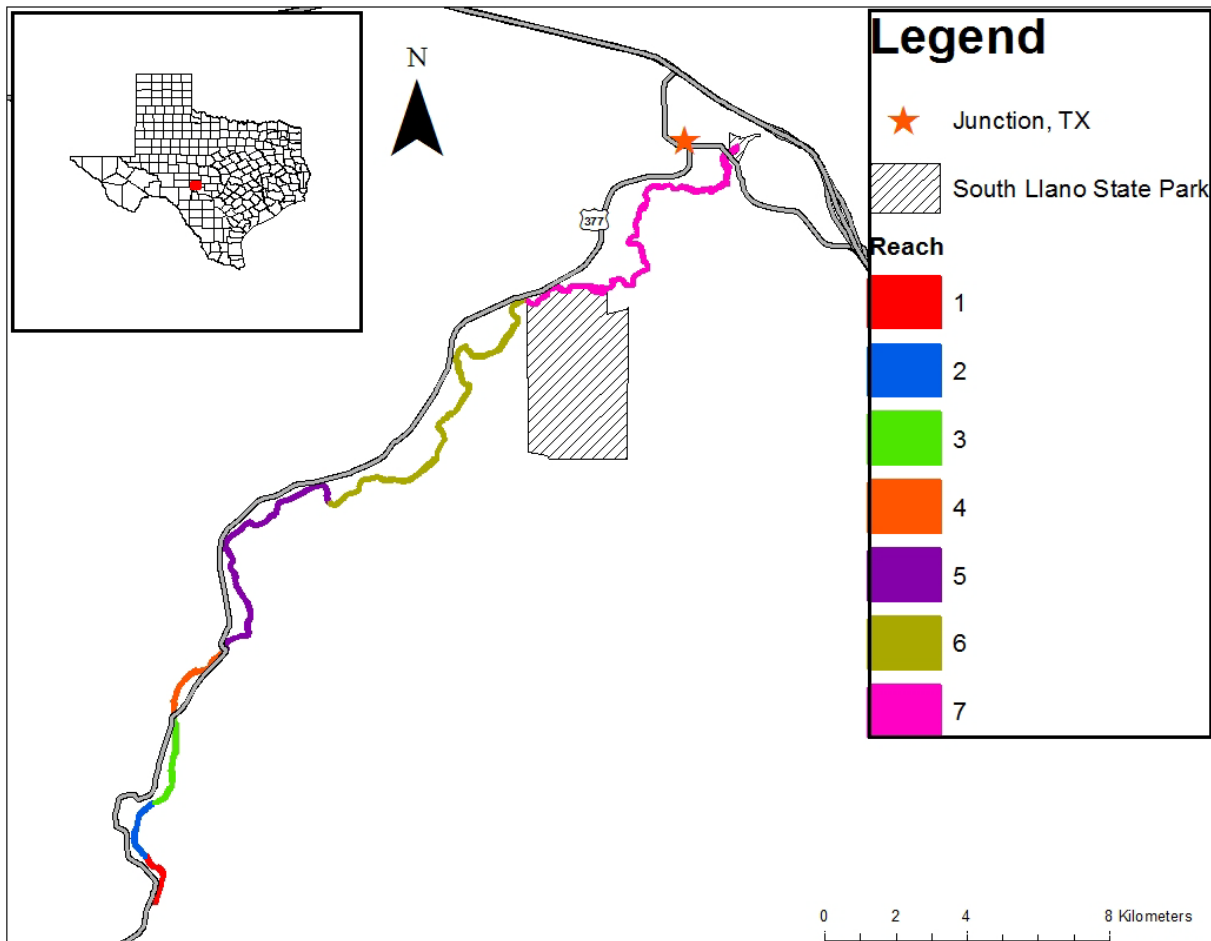 N
377
Legend
Junction, TX
South Llano State Park
Reach
1
2
3
4
5
6
7
0 2 4 8 Kilometers